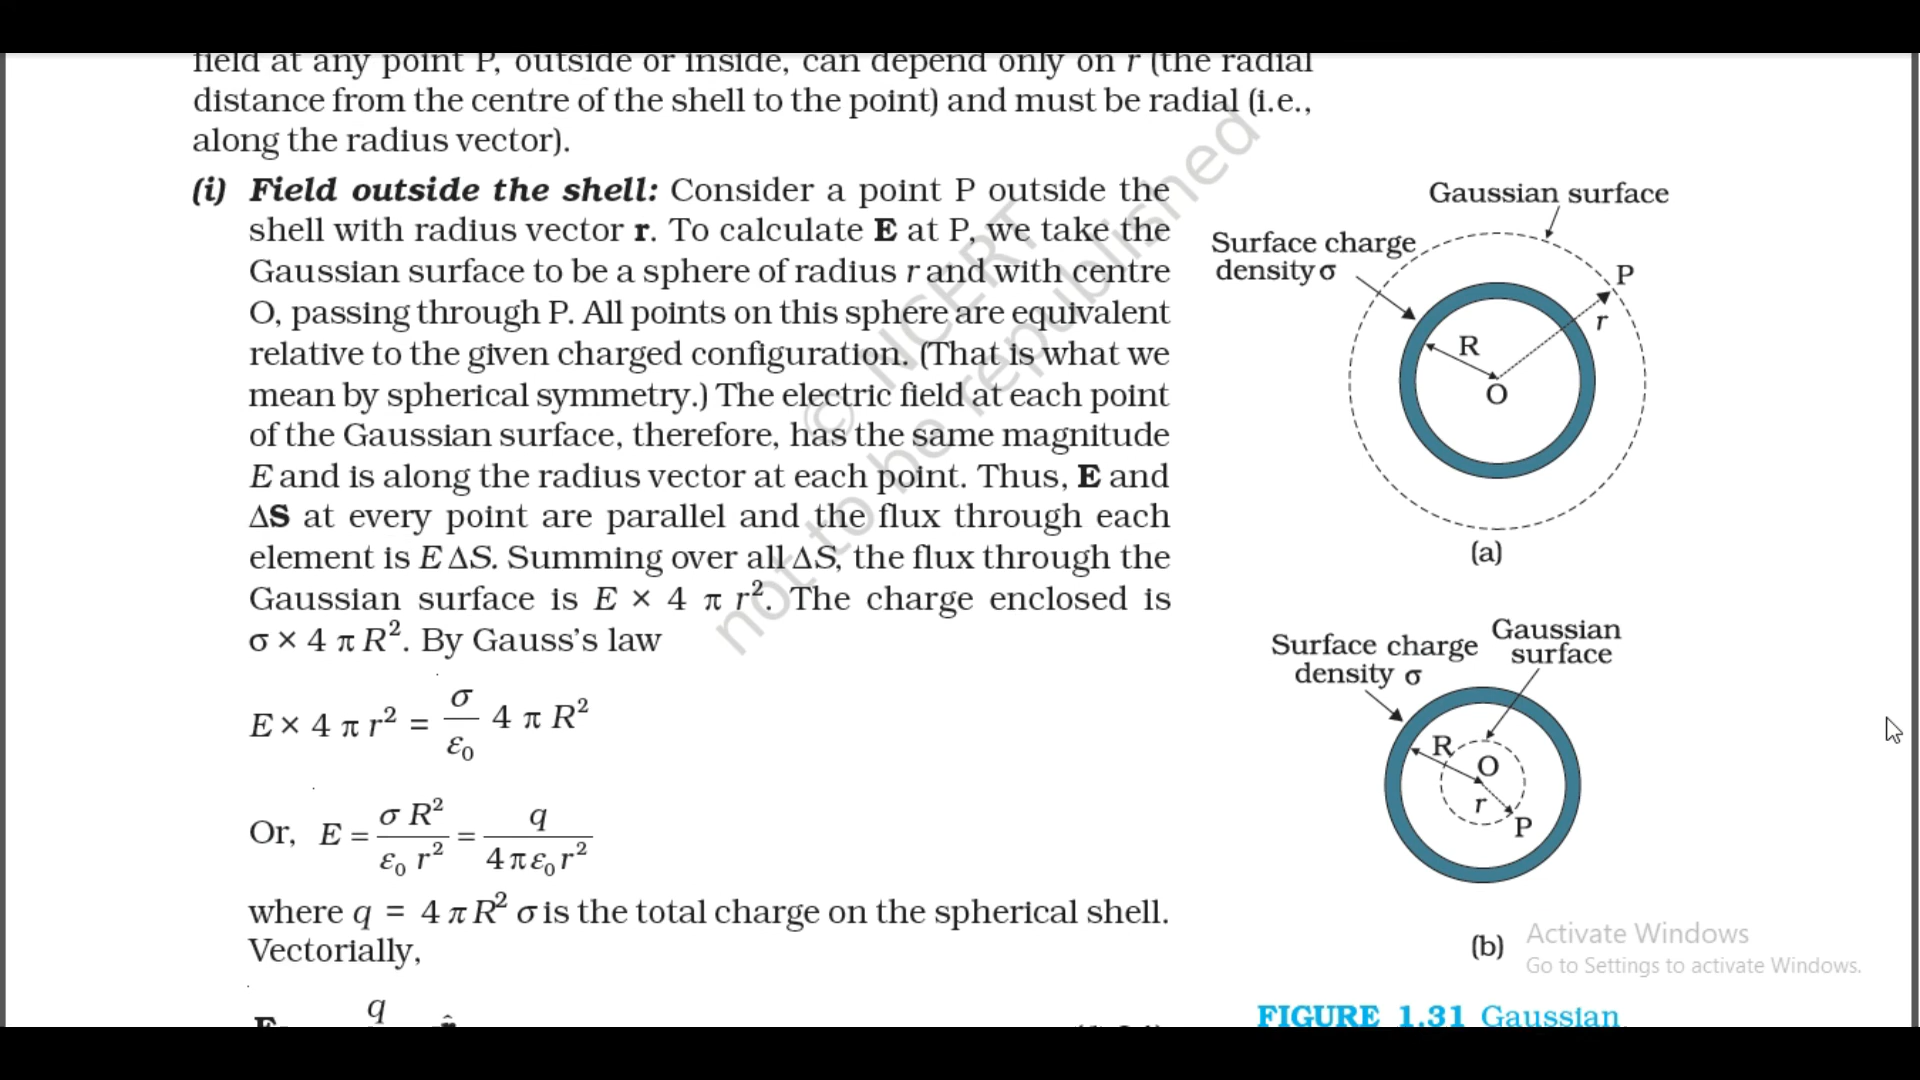 field at any point P, outside or inside, can depend only on r (the radial
distance from the centre of the shell to the point) and must be radial (i.e.,
along the radius vector).
(i) Field outside the shell: Consider a point P outside the
shell with radius vector r. To calculate E at P, we take the
Gaussian surface to be a sphere of radius r and with centre
O, passing through P. All points on this sphere are equivalent
relative to the given charged configuration. (That is what we
mean by spherical symmetry.) The electric field at each point
of the Gaussian surface, therefore, has the same magnitude
E and is along the radius vector at each point. Thus, E and
ΔS at every point are parallel and the flux through each
element is E ΔS. Summing over all ΔS, the flux through the
Gaussian surface is E × 4 π r². The charge enclosed is
σ × 4 π R². By Gauss's law
E × 4 π r² = σ/ε₀ 4 π R²
Or, E = σ R²/ε₀ r² = q/4 π ε₀ r²
where q = 4 π R² σ is the total charge on the spherical shell.
Vectorially,
q
© NCERT
not to be republished
Gaussian surface
Surface charge
density σ
P
r
R
O
(a)
Surface charge
density σ
Gaussian
surface
R
O
r
P
(b)
Activate Windows
Go to Settings to activate Windows.
FIGURE 1.31 Gaussian